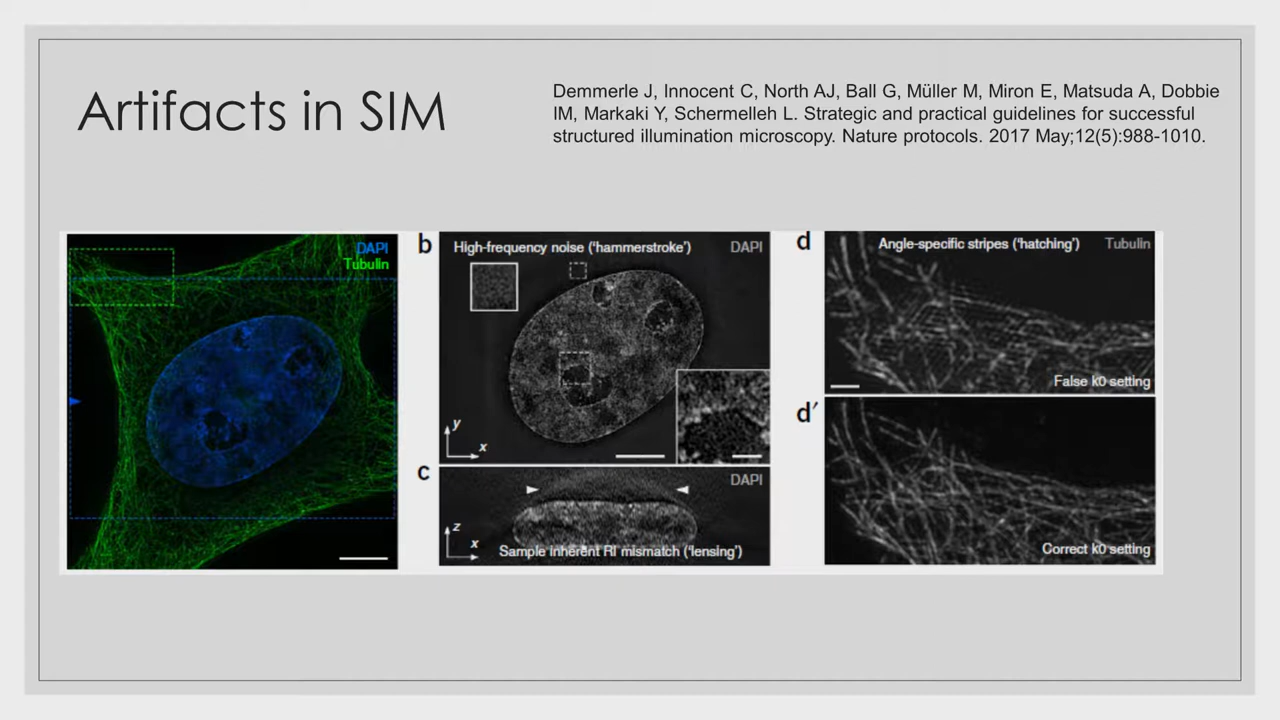 Artifacts in SIM
Demmerle J, Innocent C, North AJ, Ball G, Müller M, Miron E, Matsuda A, Dobbie
IM, Markaki Y, Schermelleh L. Strategic and practical guidelines for successful
structured illumination microscopy. Nature protocols. 2017 May;12(5):988-1010.
DAPI
Tubulin
b
High-frequency noise (‘hammerstroke’)
DAPI
y
x
c
DAPI
z
x
Sample inherent RI mismatch (‘lensing’)
d
Angle-specific stripes (‘hatching’)
Tubulin
False k0 setting
d′
Correct k0 setting